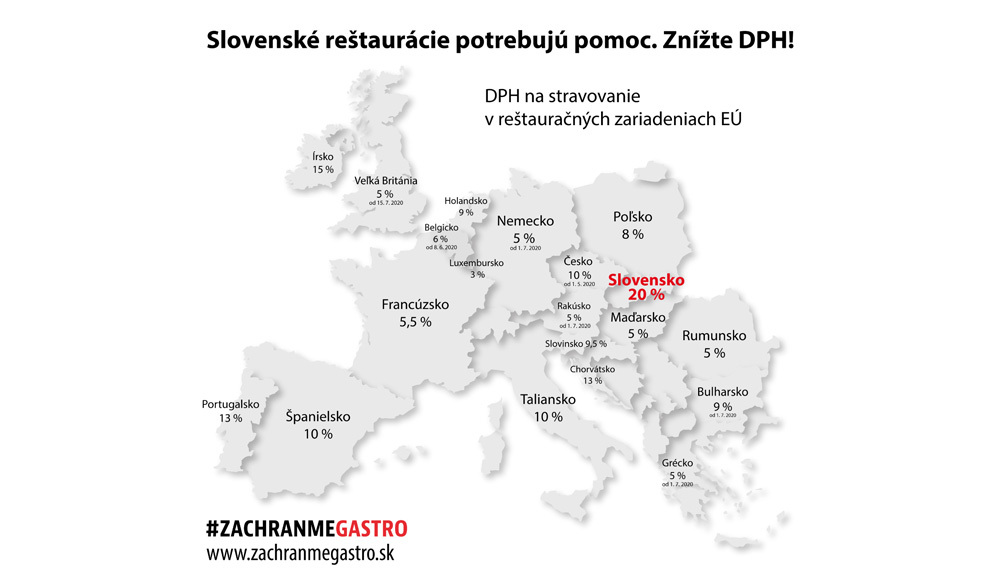 Slovenské reštaurácie potrebujú pomoc. Znížte DPH!
DPH na stravovanie
v reštauračných zariadeniach EÚ
Írsko
15 %
Veľká Británia
5 %
od 15. 7. 2020
Holandsko
9 %
Belgicko
6 %
od 8. 6. 2020
Luxembursko
3 %
Nemecko
5 %
od 1. 7. 2020
Poľsko
8 %
Česko
10 %
od 1. 5. 2020
Slovensko
20 %
Francúzsko
5,5 %
Rakúsko
5 %
od 1. 7. 2020
Maďarsko
5 %
Rumunsko
5 %
Slovinsko 9,5 %
Chorvátsko
13 %
Bulharsko
9 %
od 1. 7. 2020
Portugalsko
13 %
Španielsko
10 %
Taliansko
10 %
Grécko
5 %
od 1. 7. 2020
#ZACHRANMEGASTRO
www.zachranmegastro.sk